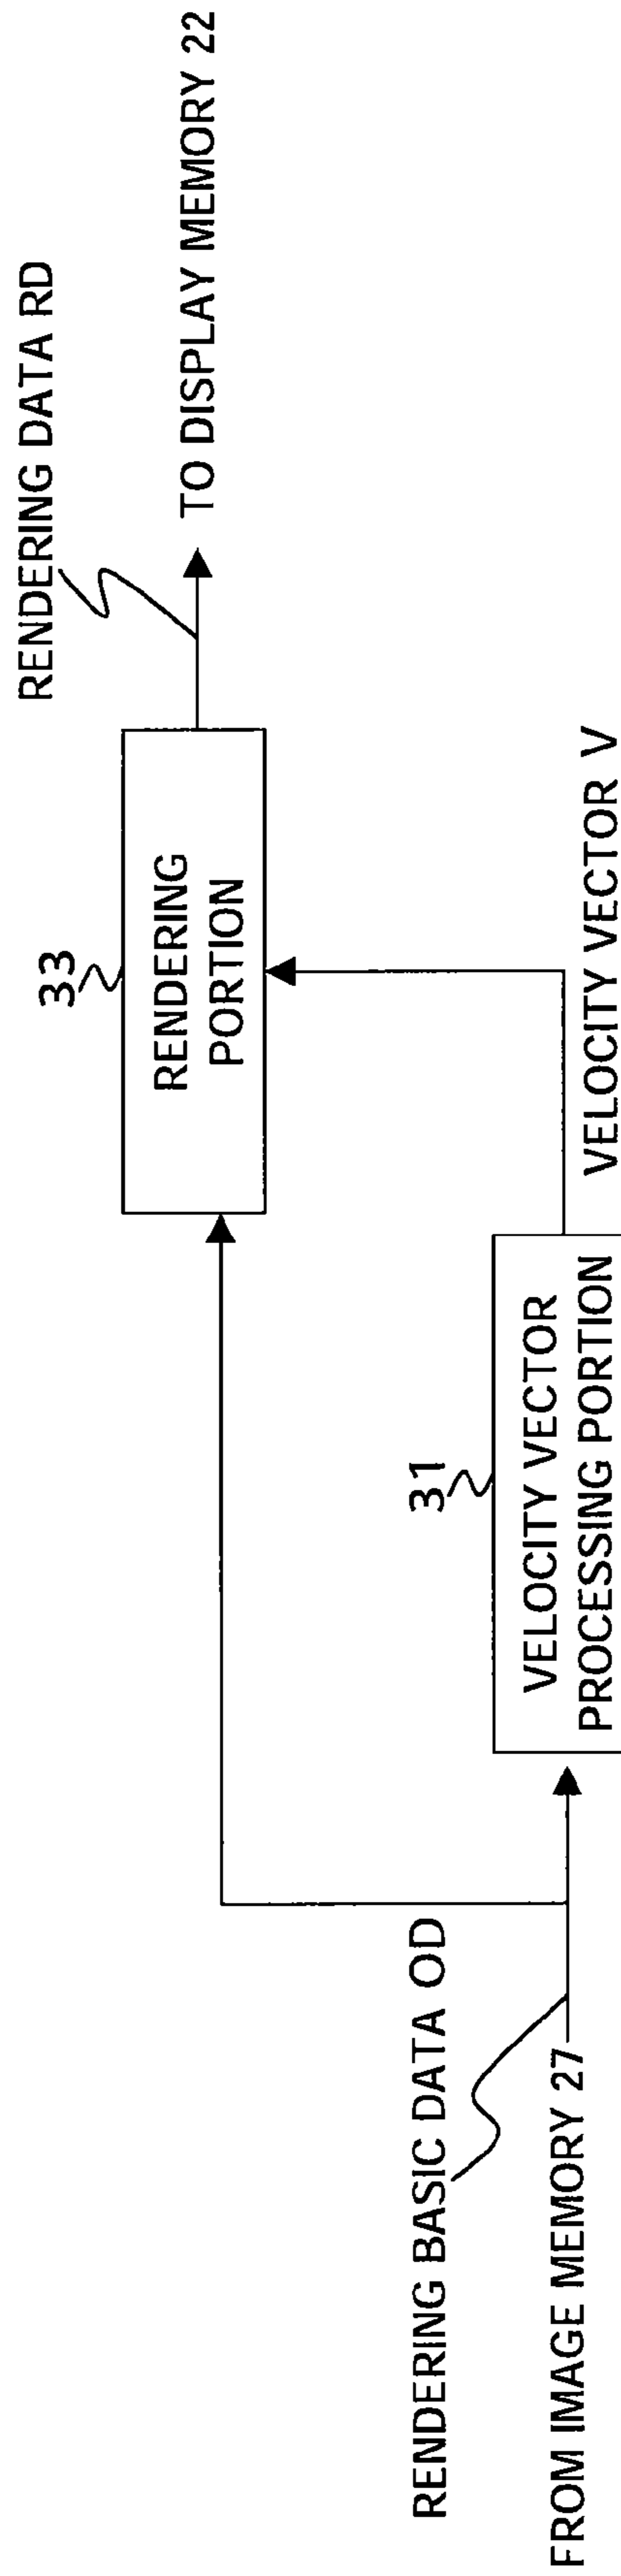 RENDERING DATA RD
TO DISPLAY MEMORY 22
33
RENDERING
PORTION
VELOCITY VECTOR V
31
VELOCITY VECTOR
PROCESSING PORTION
RENDERING BASIC DATA OD
FROM IMAGE MEMORY 27